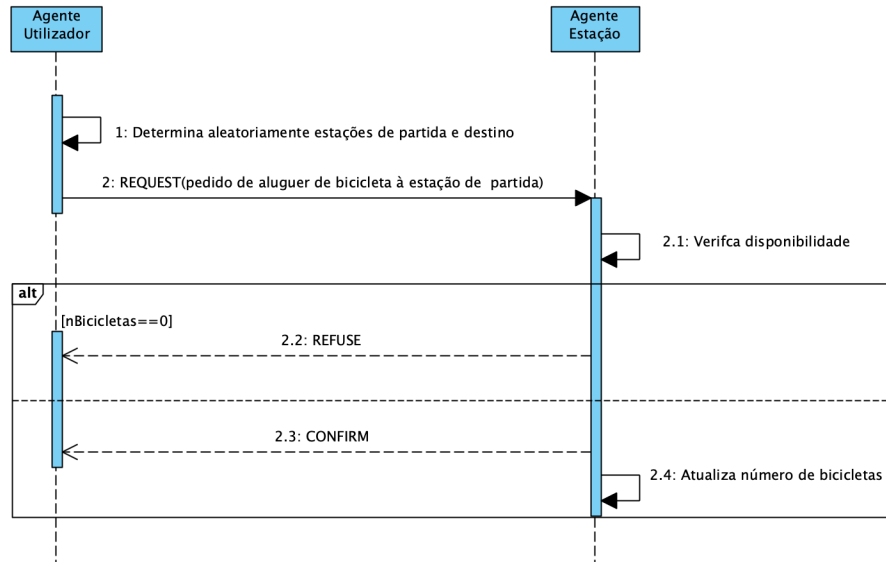 Agente
Utilizador
Agente
Estação
1: Determina aleatoriamente estações de partida e destino
2: REQUEST(pedido de aluguer de bicicleta à estação de  partida)
2.1: Verifca disponibilidade
alt
[nBicicletas==0]
2.2: REFUSE
2.3: CONFIRM
2.4: Atualiza número de bicicletas